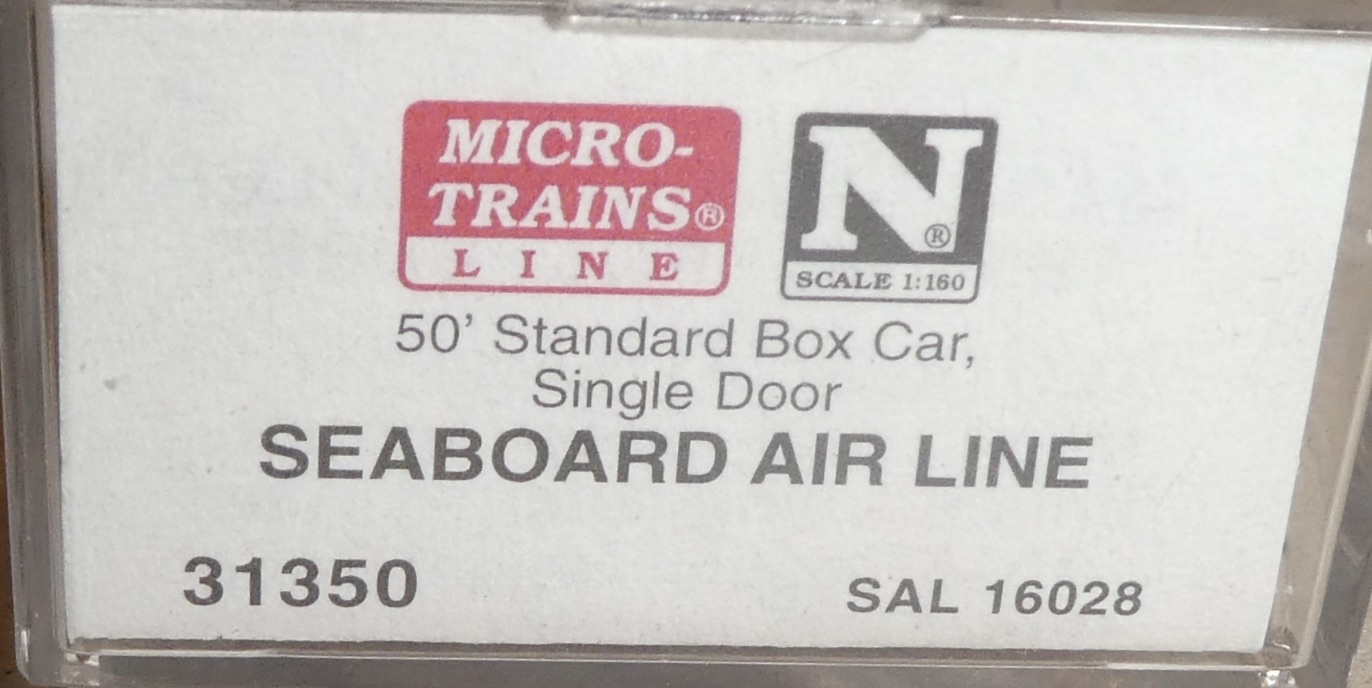 MICRO-
TRAINS®
LINE
N®
SCALE 1:160
50' Standard Box Car,
Single Door
SEABOARD AIR LINE
31350
SAL 16028